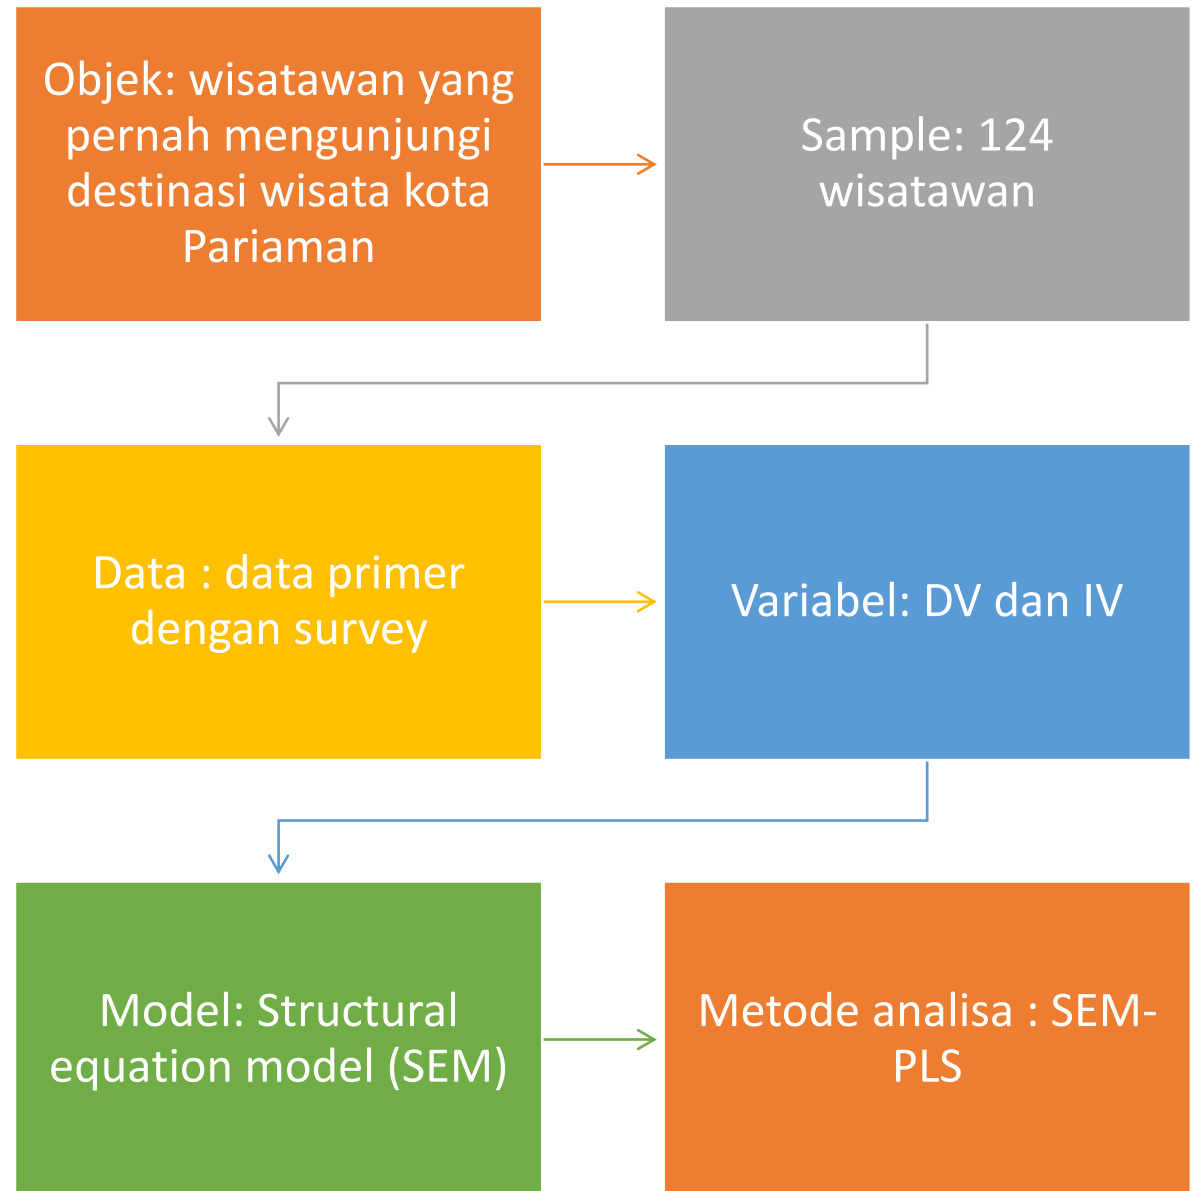 Objek: wisatawan yang
pernah mengunjungi
destinasi wisata kota
Pariaman
Sample: 124
wisatawan
Data : data primer
dengan survey
Variabel: DV dan IV
Model: Structural
equation model (SEM)
Metode analisa : SEM-
PLS